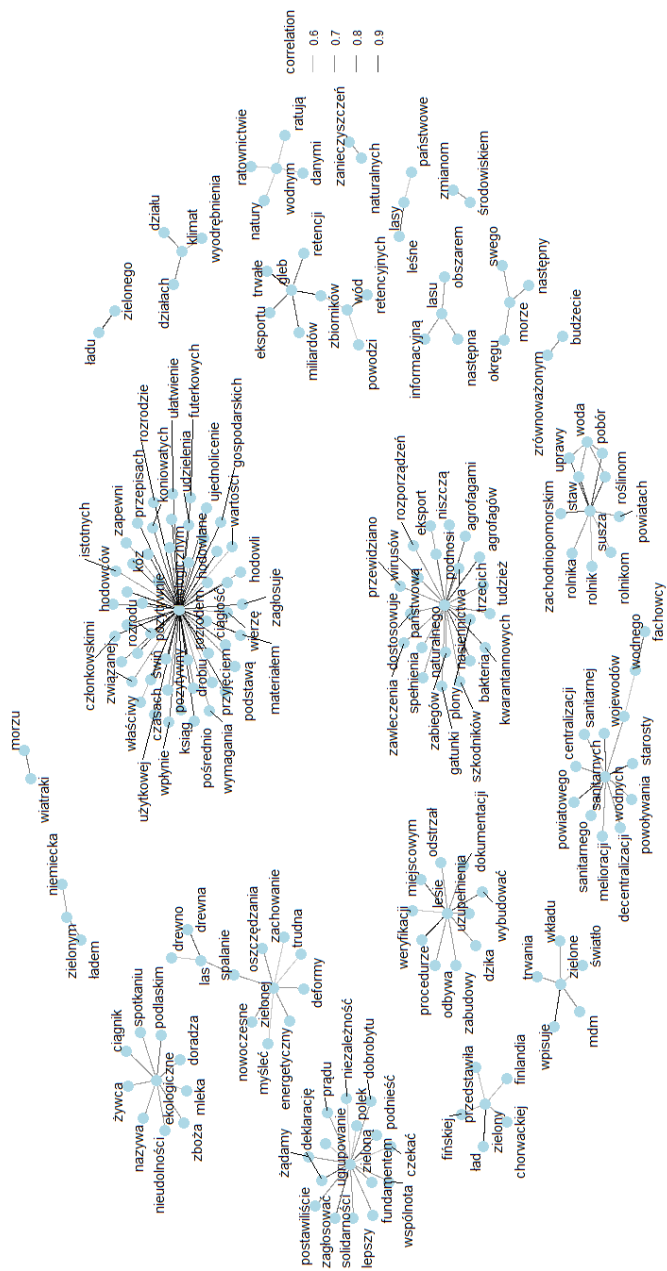 correlation
0.6
0.7
0.8
0.9
żywca
ciągnik
spotkaniu
podlaskim
nazywa
ekologiczne
nieudolności
doradza
mleka
zboża
zielonym
ładem
niemiecka
wiatraki
morzu
ładu
zielonego
działu
działach
klimat
wyodrębnienia
ratownictwie
ratują
natury
wodnym
danymi
zanieczyszczeń
naturalnych
lasy
państwowe
leśne
zmianom
środowiskiem
eksportu
trwałe
gleb
retencji
miliardów
zbiorników
wód
retencyjnych
powodzi
informacyjną
lasu
obszarem
następna
okręgu
morze
swego
następny
zrównoważonym
budżecie
drewno
drewna
las
spalanie
nowoczesne
oszczędzania
zachowanie
myśleć
zielonej
trudna
energetyczny
deformy
członkowskimi
związanej
hodowców
istotnych
zapewni
przepisach
rozrodzie
właściwy
rozrodu
kóz
koniowatych
ułatwienie
czasach
świń
pozytywnie
udzielenia
futerkowych
użytkowej
wpłynie
pozytywny
hodowlane
ujednolicenie
ksiąg
drobiu
rozrodem
wartości
gospodarskich
pośrednio
wymagania
przyjęciem
ciągłość
hodowli
podstawą
wierzę
zagłosuje
materiałem
żądamy
deklarację
prądu
niezależność
dobrobytu
postawiliście
ugrupowanie
polek
podnieść
zagłosować
solidarności
zieloną
czekać
lepszy
fundamentem
wspólnota
weryfikacji
miejscowym
odstrzał
dokumentacji
procedurze
lesie
uzupełnienia
wybudować
odbywa
zabudowy
dzika
zawleczenia
dostosowuje
przewidziano
wirusów
rozporządzeń
spełnienia
państwową
eksport
niszczą
zabiegów
naturalnego
podnosi
agrofagami
gatunki
plony
nasiennictwa
trzecich
agrofagów
szkodników
bakteria
tudzież
kwarantannowych
zachodniopomorskim
uprawy
woda
staw
pobór
rolnika
rolnik
susza
roślinom
rolnikom
powiatach
fińskiej
przedstawiła
finlandia
ład
zielony
chorwackiej
wpisuje
trwania
wkładu
zielone
światło
mdm
powiatowego
centralizacji
sanitarnej
sanitarnego
sanitarnych
wojewodów
wodnego
fachowcy
melioracji
wodnych
starosty
decentralizacji
powoływania